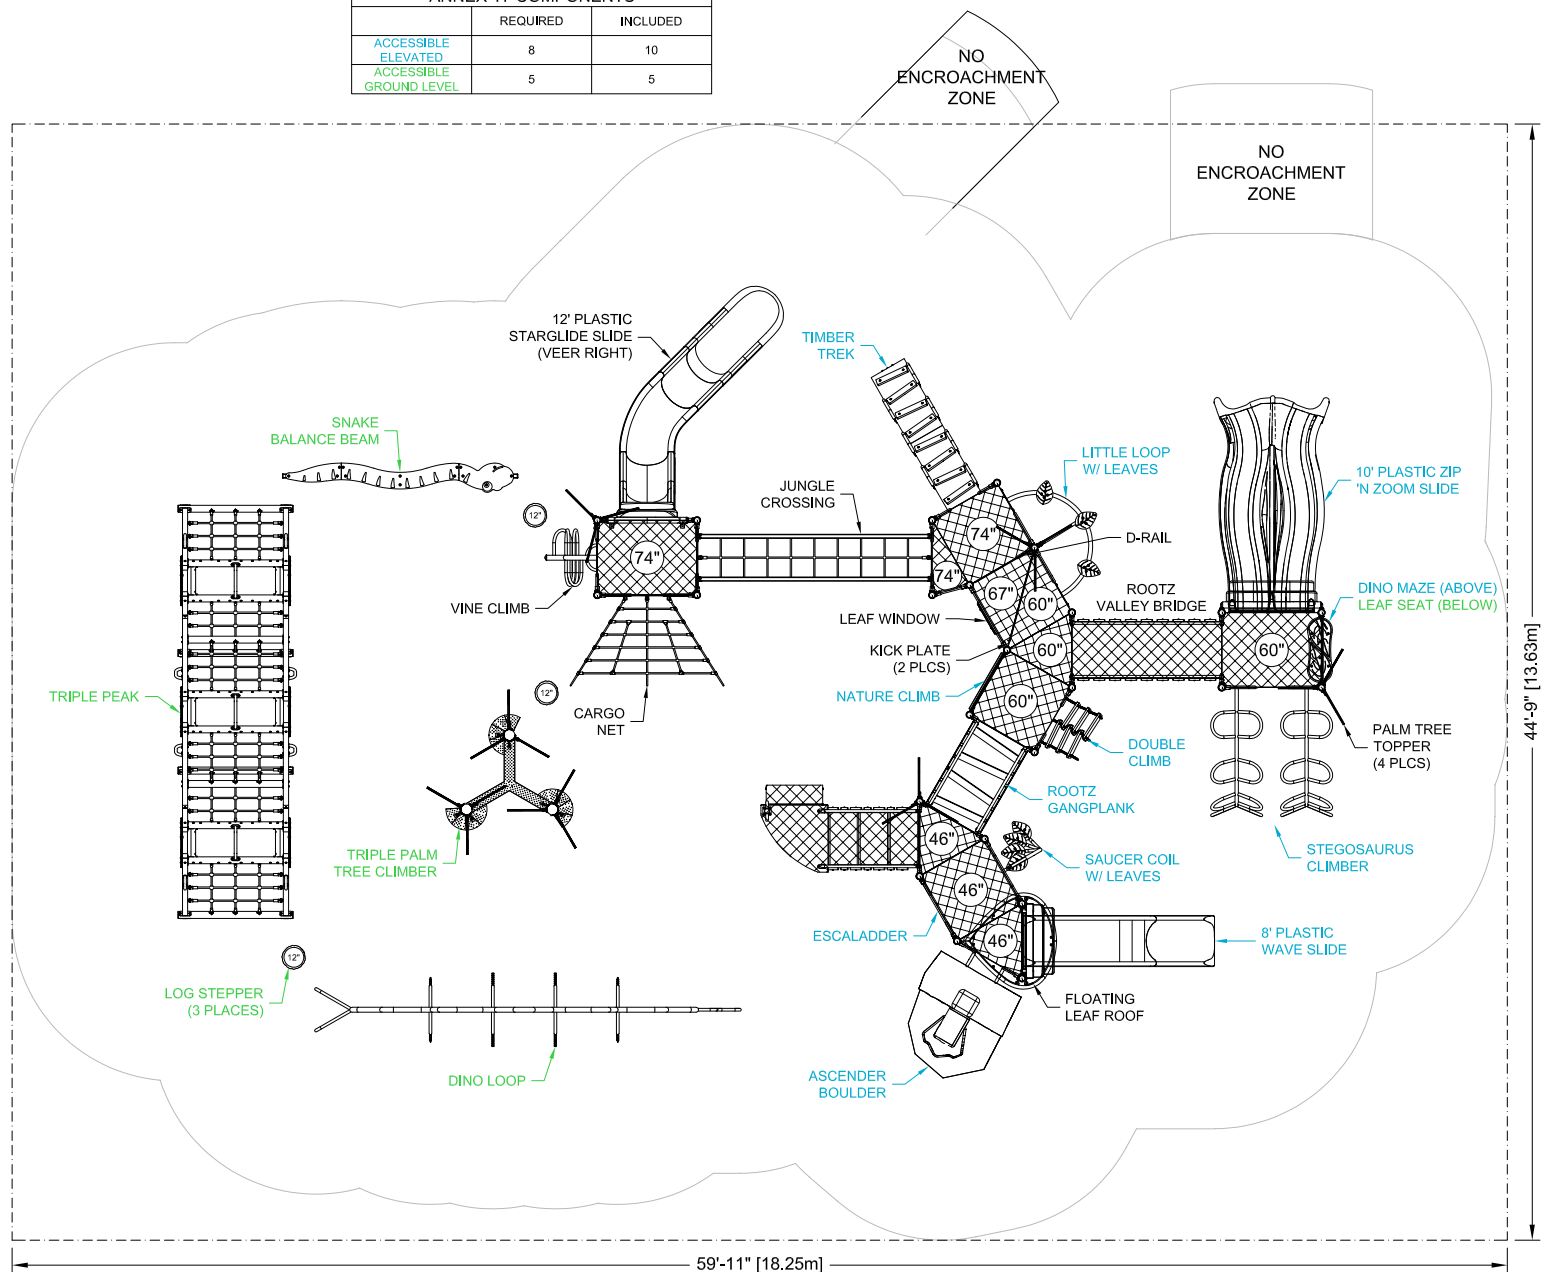 ANNEX 'H' COMPONENTS
REQUIRED
INCLUDED
ACCESSIBLE
ELEVATED
8
10
ACCESSIBLE
GROUND LEVEL
5
5
NO
ENCROACHMENT
ZONE
NO
ENCROACHMENT
ZONE
12' PLASTIC
STARGLIDE SLIDE
(VEER RIGHT)
TIMBER
TREK
SNAKE
BALANCE BEAM
LITTLE LOOP
W/ LEAVES
10' PLASTIC ZIP
'N ZOOM SLIDE
JUNGLE
CROSSING
12"
74"
74"
74"
D-RAIL
67"
60"
VINE CLIMB
LEAF WINDOW
ROOTZ
VALLEY BRIDGE
DINO MAZE (ABOVE)
LEAF SEAT (BELOW)
KICK PLATE
(2 PLCS)
60"
60"
NATURE CLIMB
60"
TRIPLE PEAK
12"
CARGO
NET
DOUBLE
CLIMB
PALM TREE
TOPPER
(4 PLCS)
ROOTZ
GANGPLANK
TRIPLE PALM
TREE CLIMBER
46"
SAUCER COIL
W/ LEAVES
STEGOSAURUS
CLIMBER
46"
ESCALADDER
46"
8' PLASTIC
WAVE SLIDE
12"
LOG STEPPER
(3 PLACES)
FLOATING
LEAF ROOF
DINO LOOP
ASCENDER
BOULDER
44'-9" [13.63m]
59'-11" [18.25m]